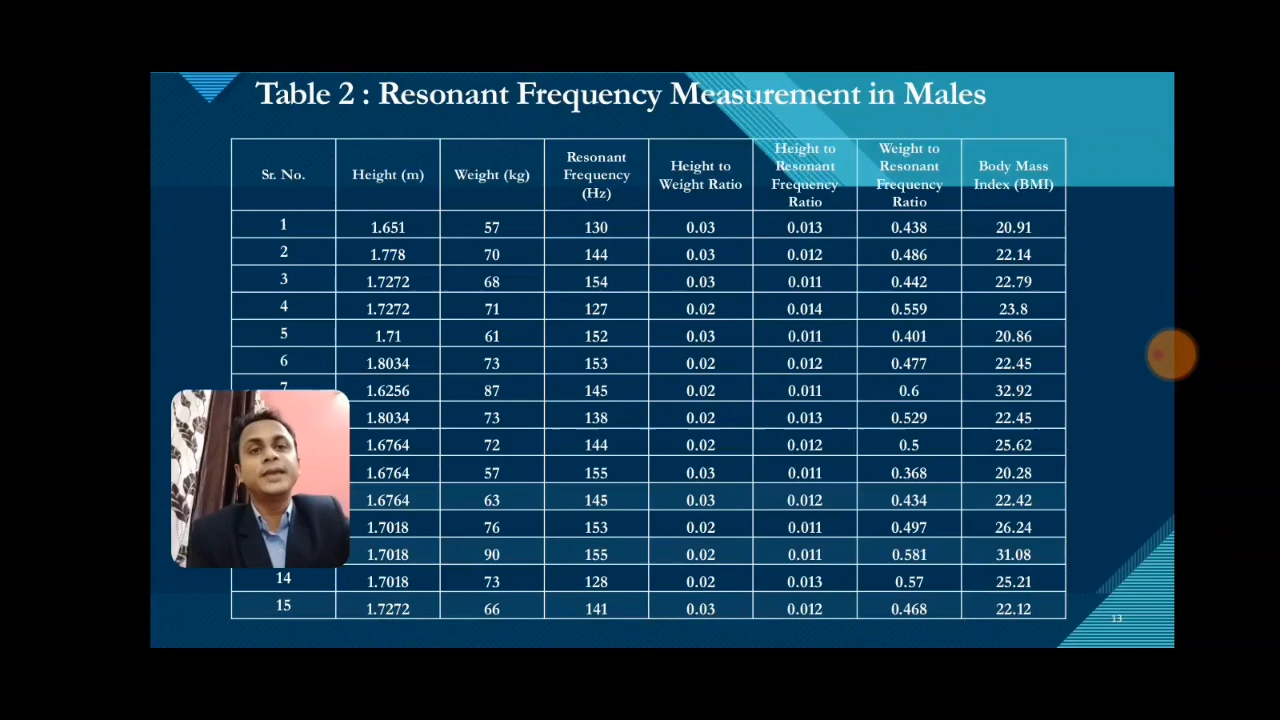 Table 2 : Resonant Frequency Measurement in Males
Sr. No. Height (m) Weight (kg) Resonant Frequency (Hz) Height to Weight Ratio Height to Resonant Frequency Ratio Weight to Resonant Frequency Ratio Body Mass Index (BMI)
1 1.651 57 130 0.03 0.013 0.438 20.91
2 1.778 70 144 0.03 0.012 0.486 22.14
3 1.7272 68 154 0.03 0.011 0.442 22.79
4 1.7272 71 127 0.02 0.014 0.559 23.8
5 1.71 61 152 0.03 0.011 0.401 20.86
6 1.8034 73 153 0.02 0.012 0.477 22.45
7 1.6256 87 145 0.02 0.011 0.6 32.92
1.8034 73 138 0.02 0.013 0.529 22.45
1.6764 72 144 0.02 0.012 0.5 25.62
1.6764 57 155 0.03 0.011 0.368 20.28
1.6764 63 145 0.03 0.012 0.434 22.42
1.7018 76 153 0.02 0.011 0.497 26.24
1.7018 90 155 0.02 0.011 0.581 31.08
14 1.7018 73 128 0.02 0.013 0.57 25.21
15 1.7272 66 141 0.03 0.012 0.468 22.12
13